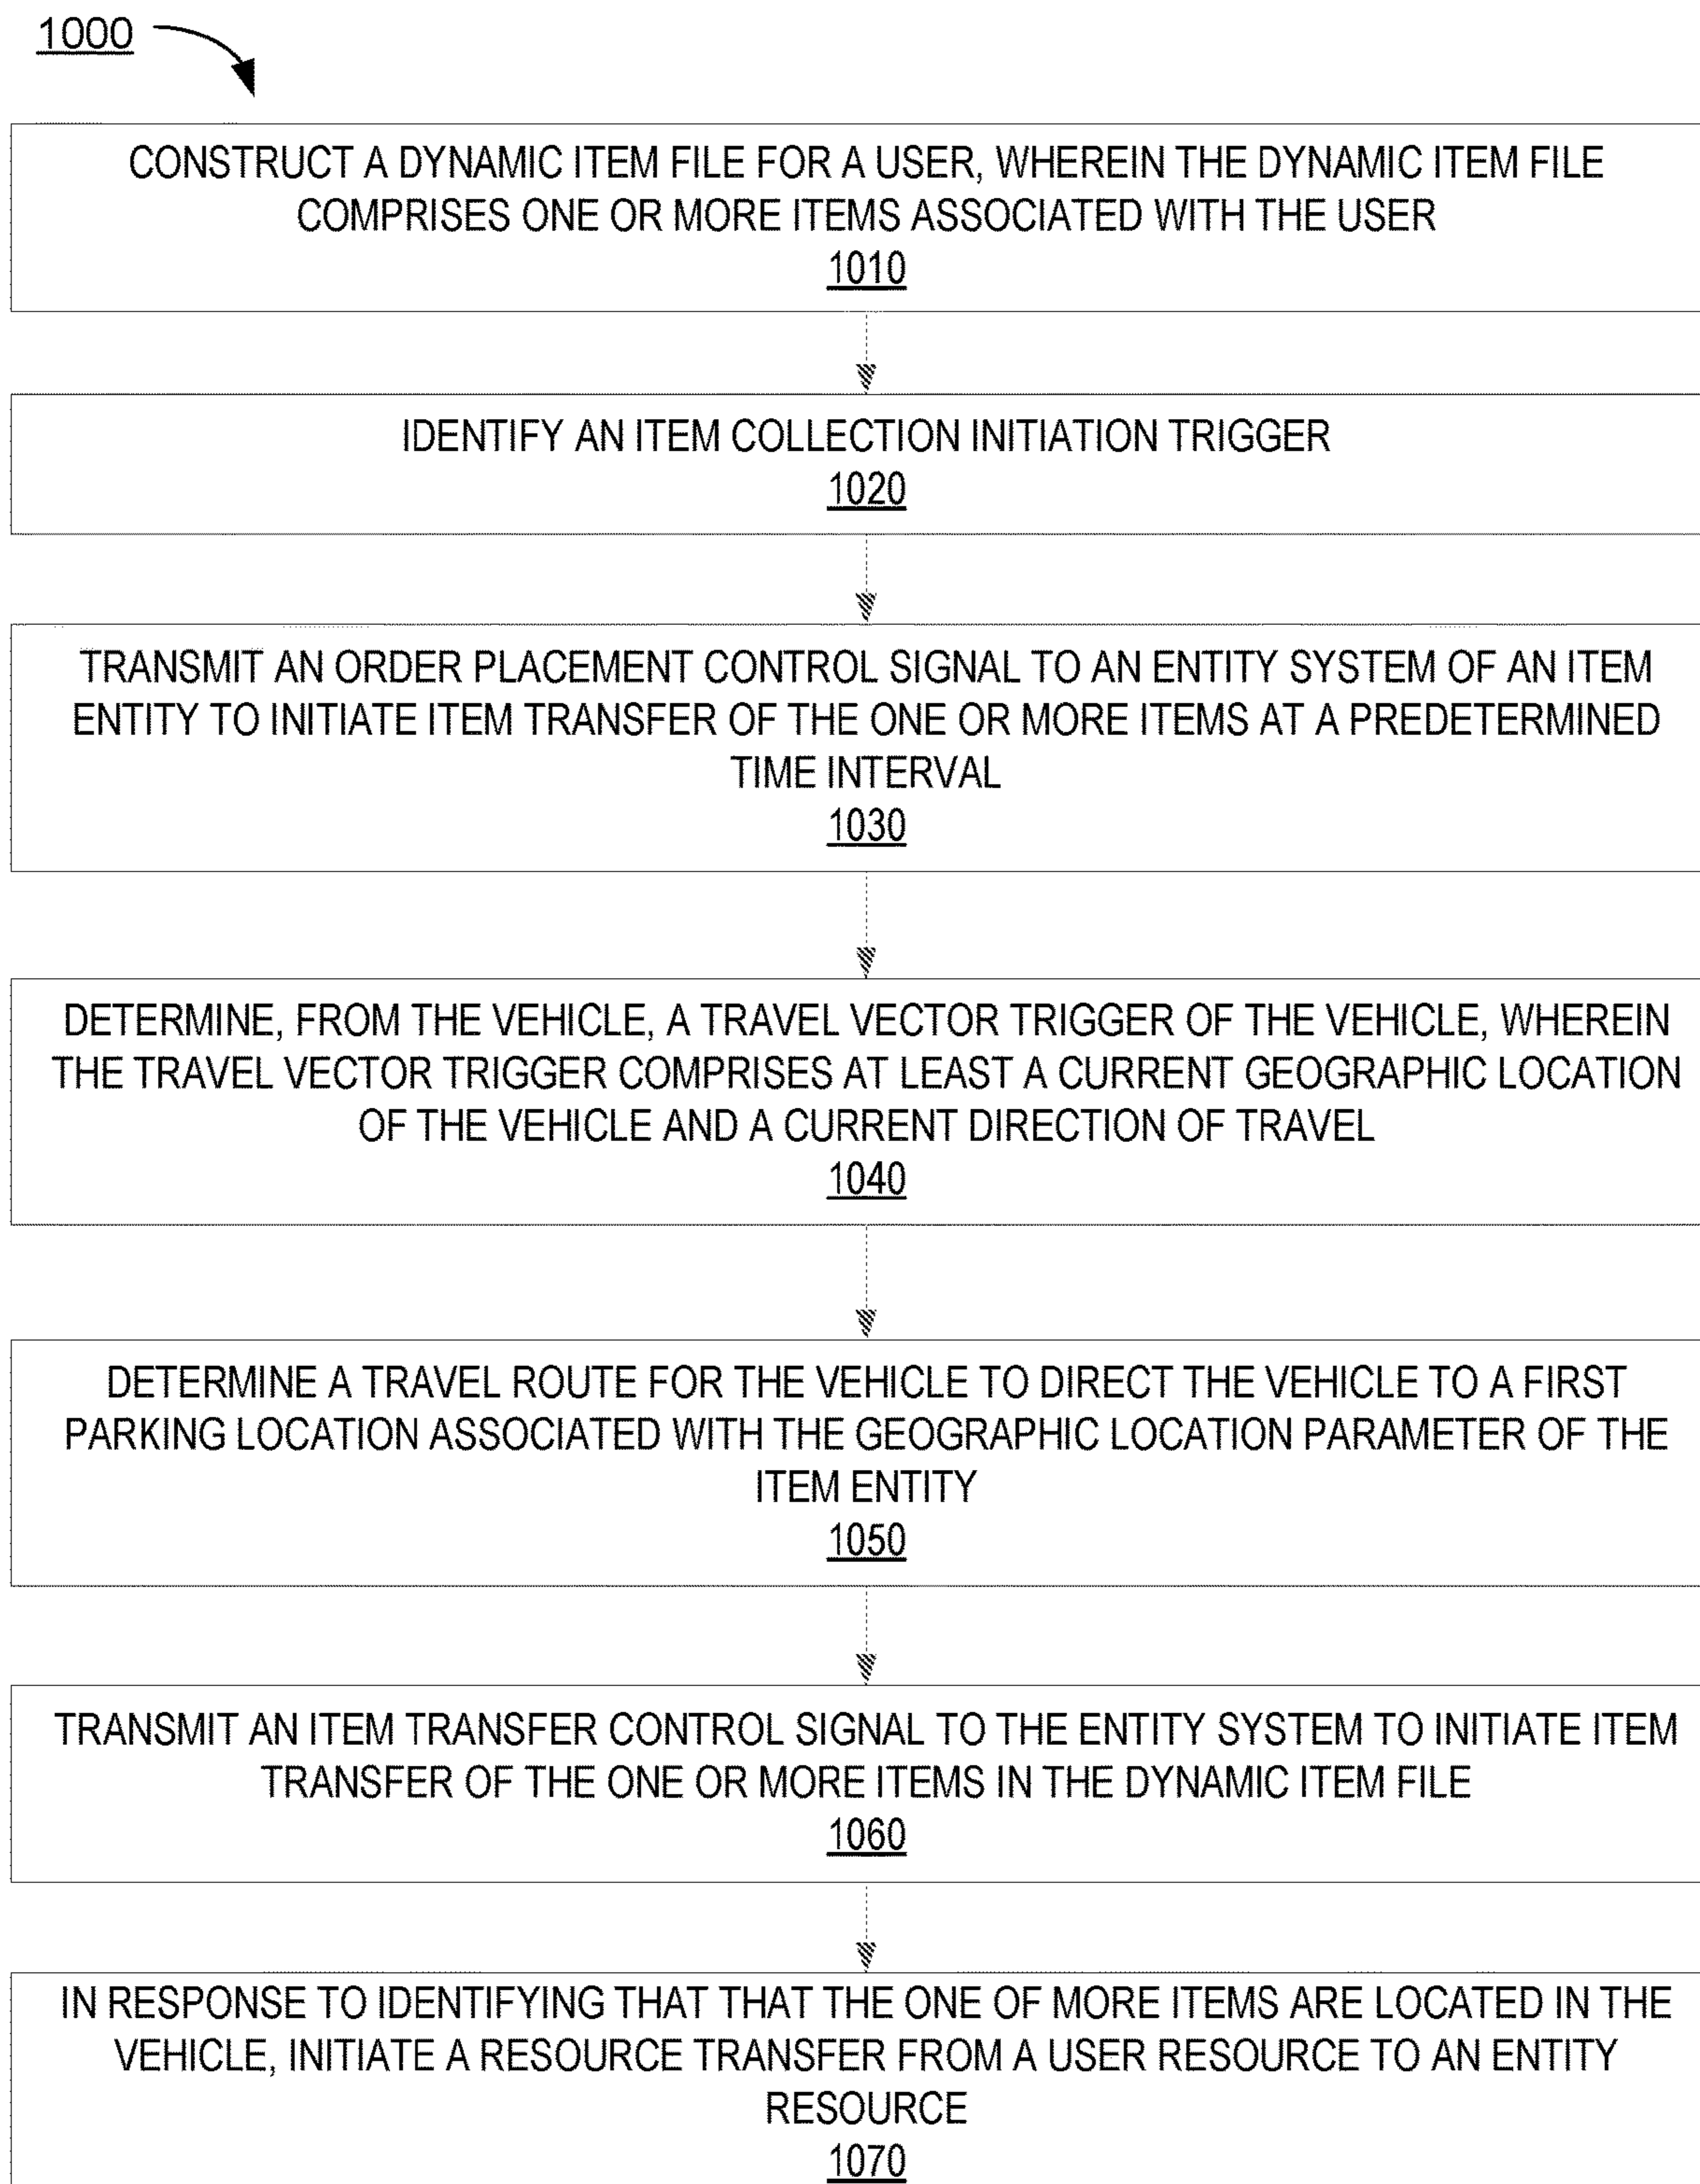 1000
CONSTRUCT A DYNAMIC ITEM FILE FOR A USER, WHEREIN THE DYNAMIC ITEM FILE
COMPRISES ONE OR MORE ITEMS ASSOCIATED WITH THE USER
1010
IDENTIFY AN ITEM COLLECTION INITIATION TRIGGER
1020
TRANSMIT AN ORDER PLACEMENT CONTROL SIGNAL TO AN ENTITY SYSTEM OF AN ITEM
ENTITY TO INITIATE ITEM TRANSFER OF THE ONE OR MORE ITEMS AT A PREDETERMINED
TIME INTERVAL
1030
DETERMINE, FROM THE VEHICLE, A TRAVEL VECTOR TRIGGER OF THE VEHICLE, WHEREIN
THE TRAVEL VECTOR TRIGGER COMPRISES AT LEAST A CURRENT GEOGRAPHIC LOCATION
OF THE VEHICLE AND A CURRENT DIRECTION OF TRAVEL
1040
DETERMINE A TRAVEL ROUTE FOR THE VEHICLE TO DIRECT THE VEHICLE TO A FIRST
PARKING LOCATION ASSOCIATED WITH THE GEOGRAPHIC LOCATION PARAMETER OF THE
ITEM ENTITY
1050
TRANSMIT AN ITEM TRANSFER CONTROL SIGNAL TO THE ENTITY SYSTEM TO INITIATE ITEM
TRANSFER OF THE ONE OR MORE ITEMS IN THE DYNAMIC ITEM FILE
1060
IN RESPONSE TO IDENTIFYING THAT THAT THE ONE OF MORE ITEMS ARE LOCATED IN THE
VEHICLE, INITIATE A RESOURCE TRANSFER FROM A USER RESOURCE TO AN ENTITY
RESOURCE
1070